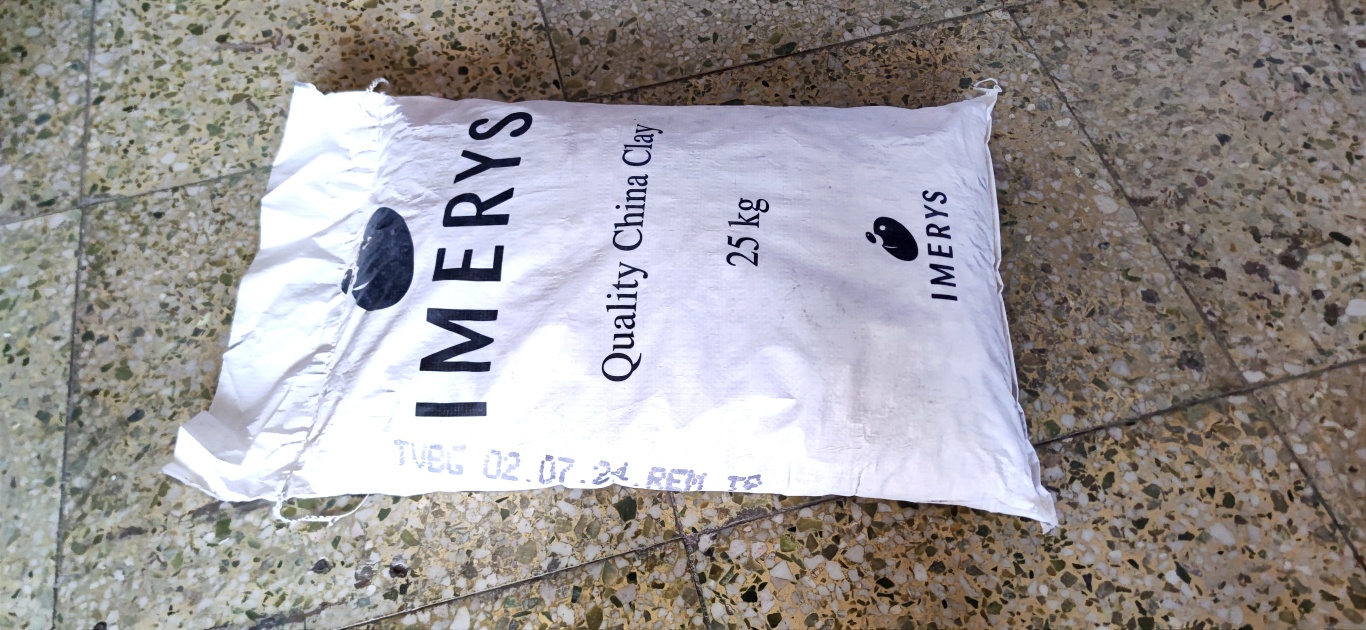 IMERYS
Quality China Clay
25 kg
IMERYS
TVBG 02.07.24 REM